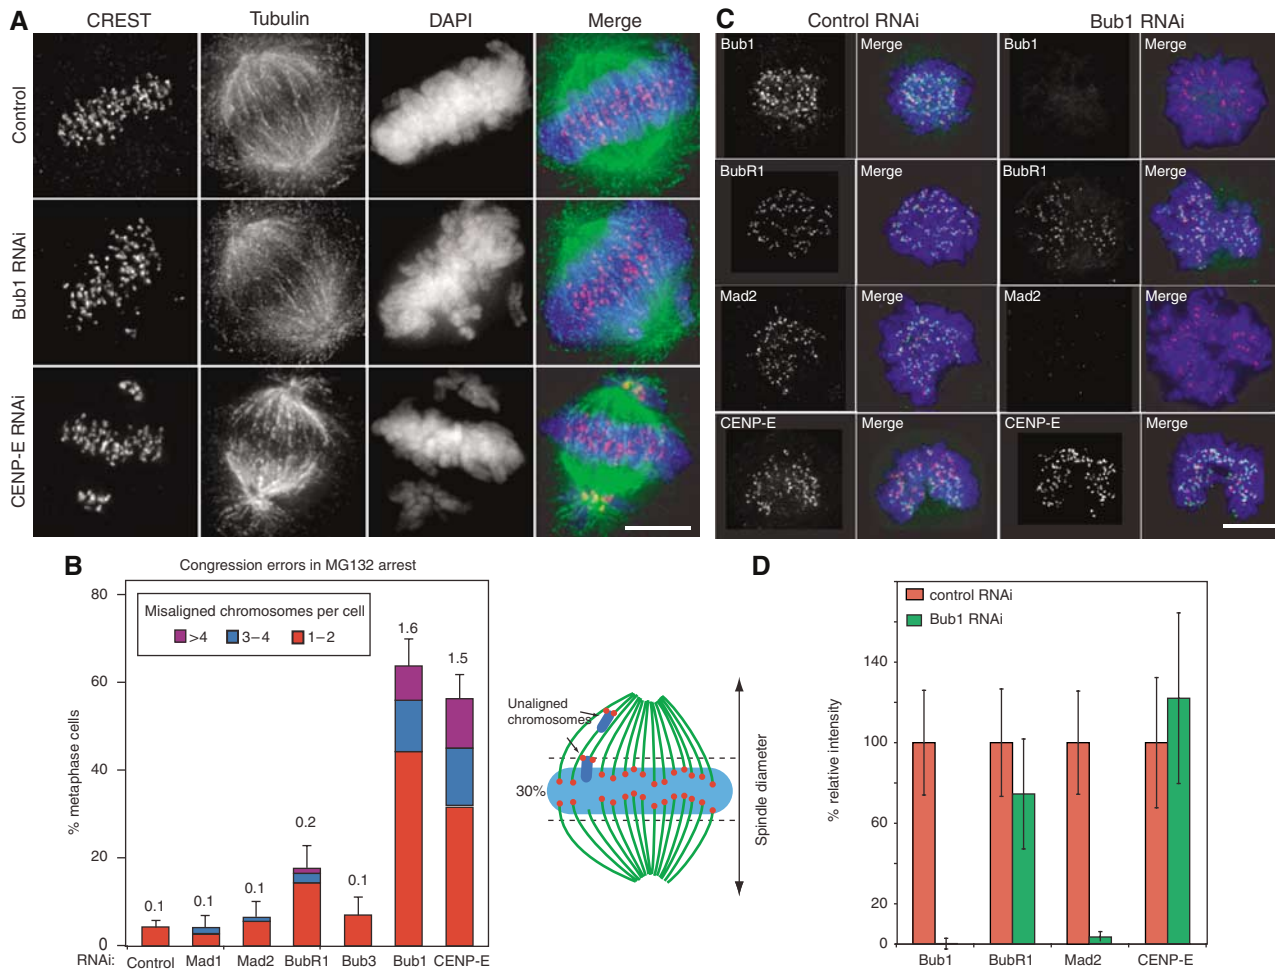 A
CREST
Tubulin
DAPI
Merge
Control
Bub1 RNAi
CENP-E RNAi
C
Control RNAi
Bub1 RNAi
Bub1
Merge
Bub1
Merge
BubR1
Merge
BubR1
Merge
Mad2
Merge
Mad2
Merge
CENP-E
Merge
CENP-E
Merge
B
Congression errors in MG132 arrest
Misaligned chromosomes per cell
>4
3–4
1–2
% metaphase cells
80
60
40
20
0
0.1
0.1
0.1
0.2
0.1
1.6
1.5
RNAi:
Control
Mad1
Mad2
BubR1
Bub3
Bub1
CENP-E
Unaligned
chromosomes
30%
Spindle diameter
D
control RNAi
Bub1 RNAi
% relative intensity
140
100
60
20
0
Bub1
BubR1
Mad2
CENP-E